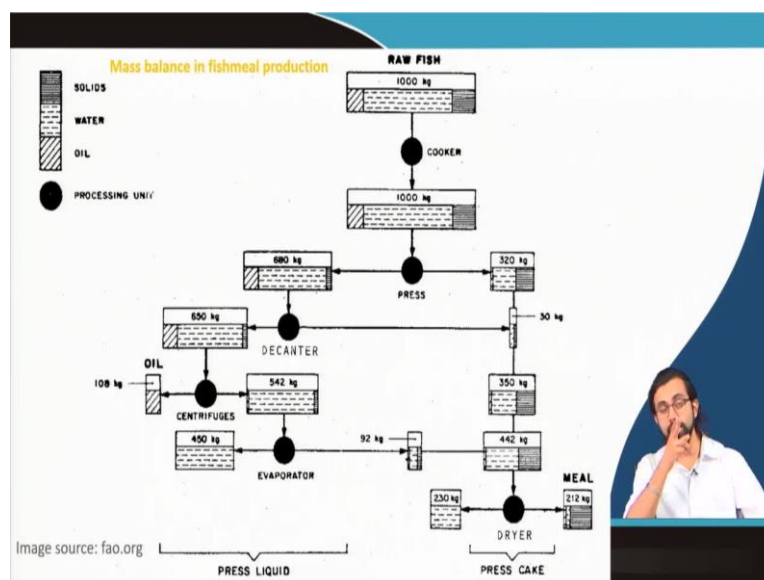 Mass balance in fishmeal production
RAW FISH
1000 kg
SOLIDS
WATER
OIL
PROCESSING UNIT
COOKER
1000 kg
680 kg
320 kg
PRESS
650 kg
30 kg
DECANTER
OIL
108 kg
542 kg
350 kg
CENTRIFUGES
450 kg
92 kg
442 kg
EVAPORATOR
MEAL
230 kg
212 kg
DRYER
Image source: fao.org
PRESS LIQUID
PRESS CAKE